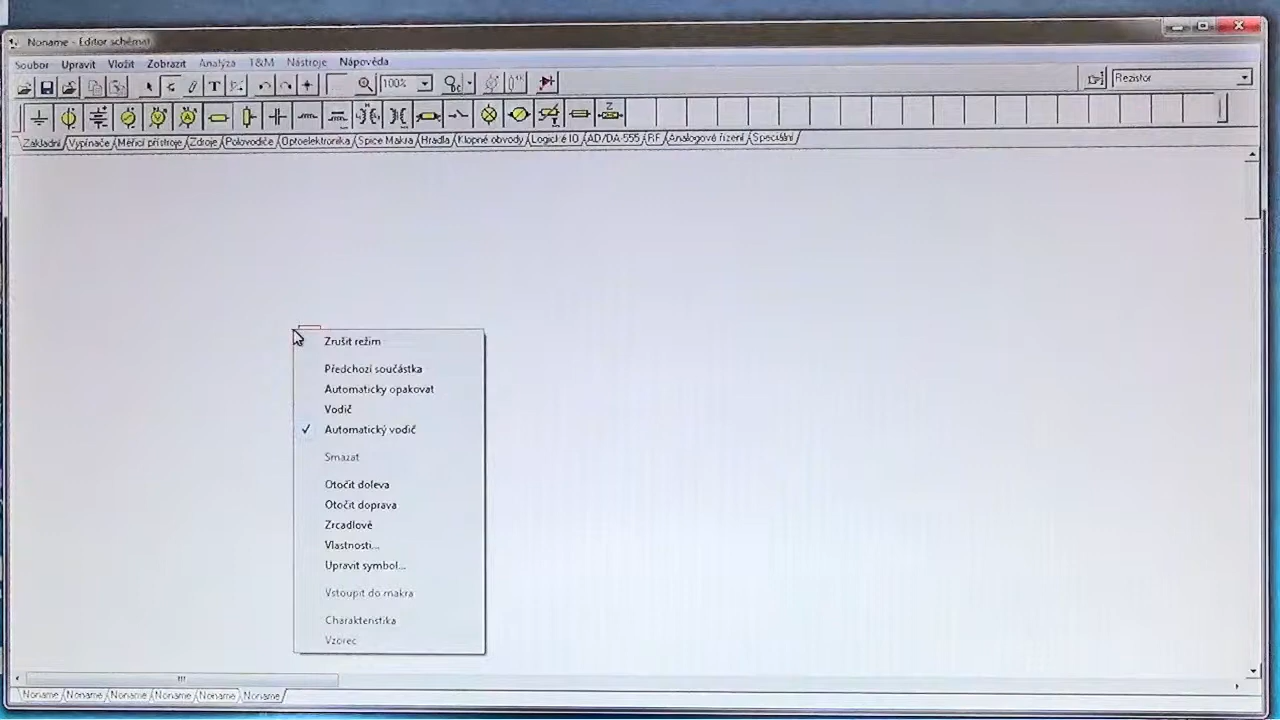 Noname - Editor schémat
Soubor Upravit Vložit Zobrazit Analýza T&M Nástroje Nápověda
100% Rezistor
Základní Vypínače Měřicí přístroje Zdroje Polovodiče Optoelektronika Spice Makra Hradla Klopné obvody Logické IO AD/DA-555 RF Analogové řízení Speciální
Zrušit režim
Předchozí součástka
Automaticky opakovat
Vodič
Automatický vodič
Smazat
Otočit doleva
Otočit doprava
Zrcadlově
Vlastnosti...
Upravit symbol...
Vstoupit do makra
Charakteristika
Vzorec
Noname Noname Noname Noname Noname Noname